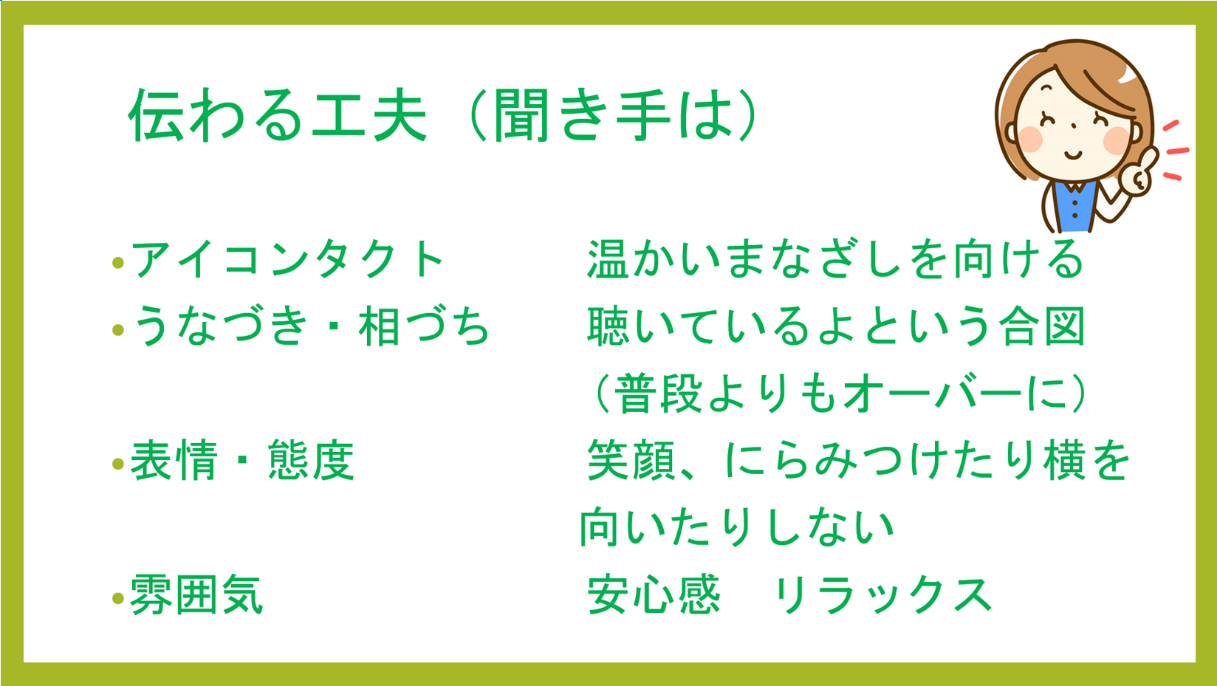 伝わる工夫（聞き手は）
•アイコンタクト　　　温かいまなざしを向ける
•うなづき・相づち　　聴いているよという合図
（普段よりもオーバーに）
•表情・態度　　　　　笑顔、にらみつけたり横を
向いたりしない
•雰囲気　　　　　　　安心感　リラックス